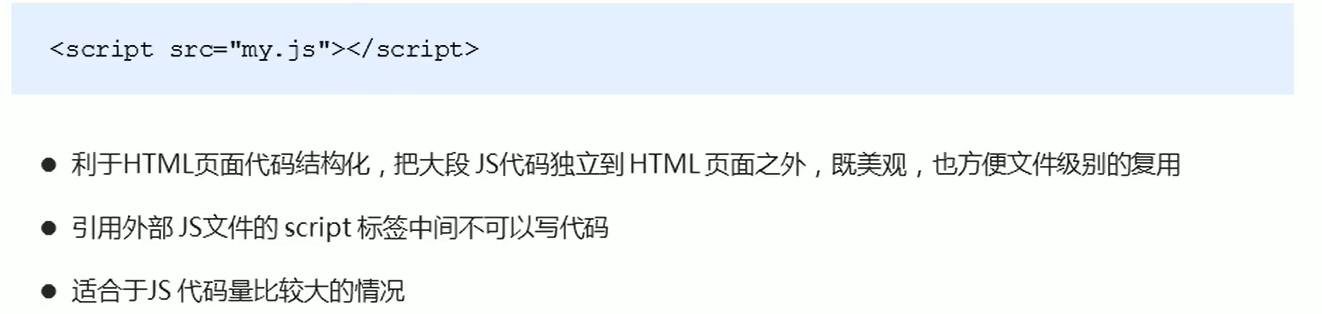 <script src="my.js"></script>
● 利于HTML页面代码结构化，把大段 JS代码独立到 HTML 页面之外，既美观，也方便文件级别的复用
● 引用外部 JS文件的 script 标签中间不可以写代码
● 适合于JS 代码量比较大的情况